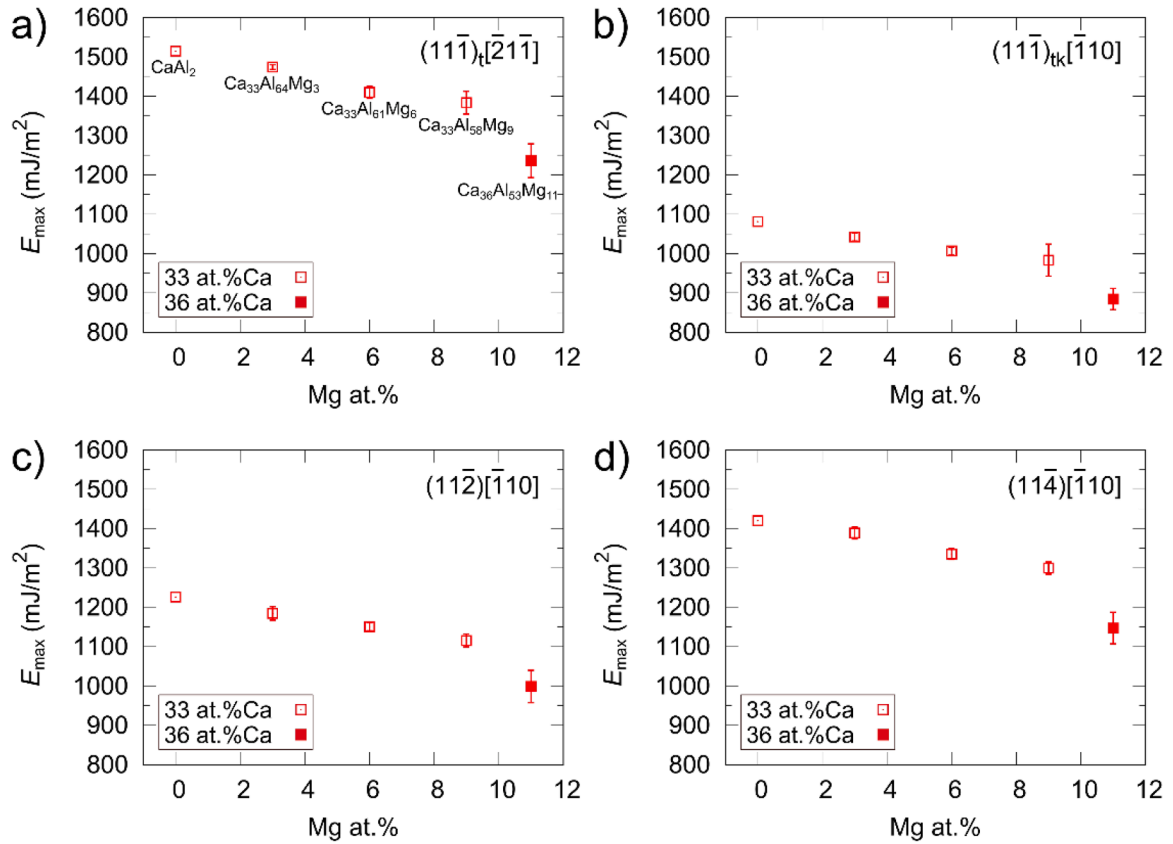 a)
1600
1500
1400
1300
1200
1100
1000
900
800
E_max (mJ/m²)
(111̅)ₜ[2̅11̅]
CaAl₂
Ca₃₃Al₆₄Mg₃
Ca₃₃Al₆₁Mg₆
Ca₃₃Al₅₈Mg₉
Ca₃₆Al₅₃Mg₁₁
33 at.%Ca
36 at.%Ca
0 2 4 6 8 10 12
Mg at.%
b)
1600
1500
1400
1300
1200
1100
1000
900
800
E_max (mJ/m²)
(111̅)ₜₖ[1̅10]
33 at.%Ca
36 at.%Ca
0 2 4 6 8 10 12
Mg at.%
c)
1600
1500
1400
1300
1200
1100
1000
900
800
E_max (mJ/m²)
(112̅)[1̅10]
33 at.%Ca
36 at.%Ca
0 2 4 6 8 10 12
Mg at.%
d)
1600
1500
1400
1300
1200
1100
1000
900
800
E_max (mJ/m²)
(114̅)[1̅10]
33 at.%Ca
36 at.%Ca
0 2 4 6 8 10 12
Mg at.%